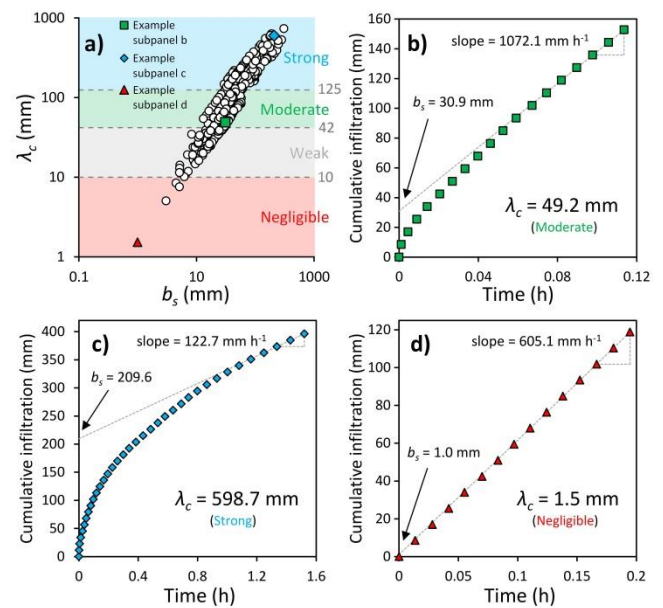 a)
Example
subpanel b
Example
subpanel c
Example
subpanel d
Strong
Moderate
Weak
Negligible
125
42
10
1000
100
10
1
λc (mm)
0.1
10
1000
bs (mm)
b)
slope = 1072.1 mm h⁻¹
bs = 30.9 mm
λc = 49.2 mm
(Moderate)
160
140
120
100
80
60
40
20
0
Cumulative infiltration (mm)
0
0.04
0.08
0.12
Time (h)
c)
slope = 122.7 mm h⁻¹
bs = 209.6
λc = 598.7 mm
(Strong)
400
350
300
250
200
150
100
50
0
Cumulative infiltration (mm)
0
0.4
0.8
1.2
1.6
Time (h)
d)
slope = 605.1 mm h⁻¹
bs = 1.0 mm
λc = 1.5 mm
(Negligible)
120
100
80
60
40
20
0
Cumulative infiltration (mm)
0
0.05
0.1
0.15
0.2
Time (h)